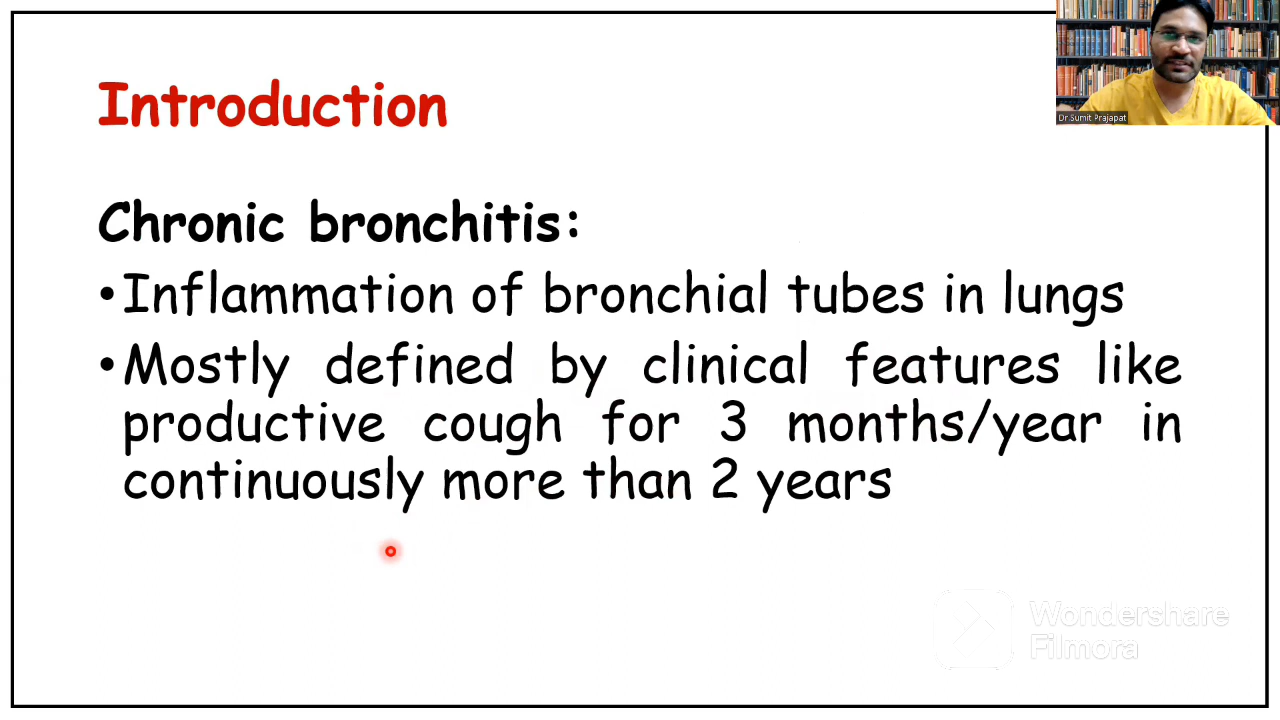 Introduction
Dr.Sumit Prajapat
Chronic bronchitis:
•Inflammation of bronchial tubes in lungs
•Mostly defined by clinical features like
productive cough for 3 months/year in
continuously more than 2 years
Wondershare
Filmora